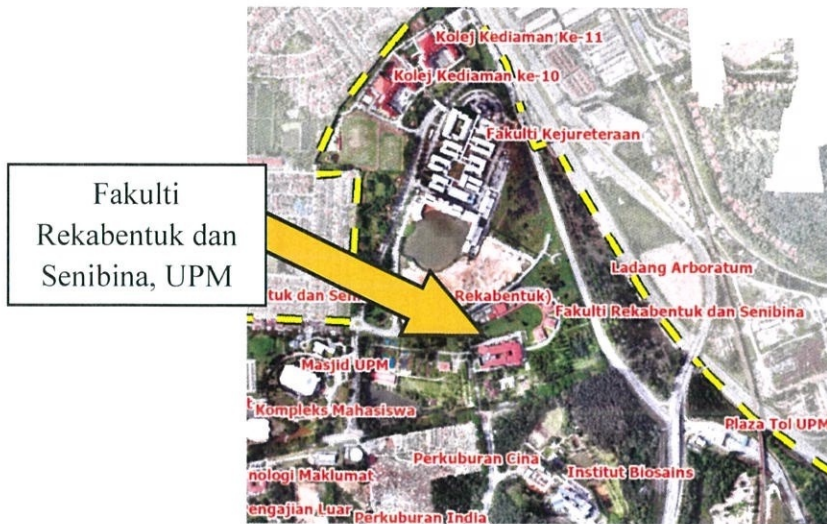 Kolej Kediaman Ke-11
Kolej Kediaman ke-10
Fakulti Kejureteraan
Fakulti
Rekabentuk dan
Senibina, UPM
Ladang Arboratum
tuk dan Sen
Rekabentuk)
Fakulti Rekabentuk dan Senibina
Masjid UPM
Kompleks Mahasiswa
Plaza Tol UPM
Perkuburan Cina
nologi Maklumat
Institut Biosains
engajian Luar
Perkuburan India